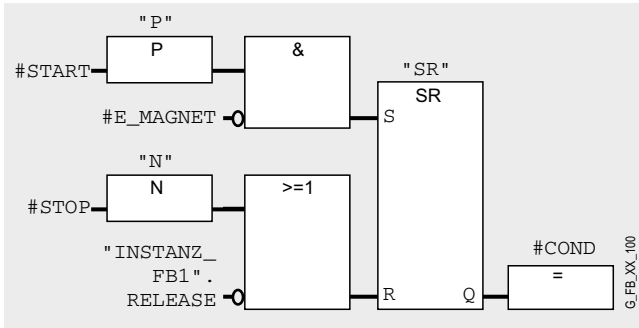 "P"
P
#START
&
#E_MAGNET
"SR"
SR
S
"N"
N
#STOP
>=1
"INSTANZ_
FB1".
RELEASE
R
Q
#COND
=
G_FB_XX_100